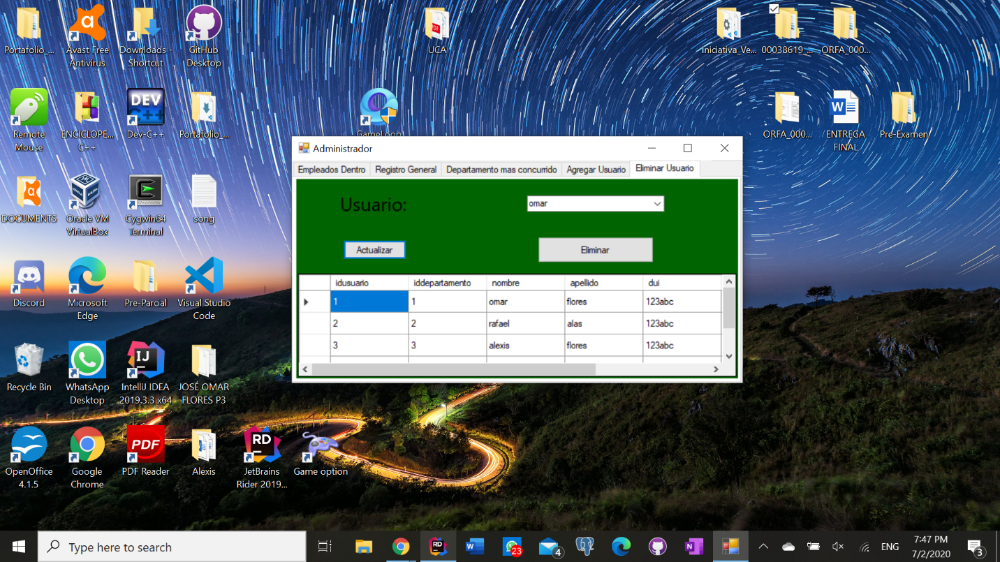 Portafolio_...
Avast Free
Antivirus
Downloads -
Shortcut
GitHub
Desktop
PDF
UCA
Iniciativa_Ve...
00038619_...
ORFA_000...
Remote
Mouse
ENCICLOPE...
C++
DEV
C++
Dev-C++
Portafolio_...
GameLoop
ORFA_000...
W
ENTREGA
FINAL
Pre-Examen
DOCUMENTS
Oracle VM
VirtualBox
Cygwin64
Terminal
song
Discord
Microsoft
Edge
Pre-Parcial
Visual Studio
Code
Recycle Bin
WhatsApp
Desktop
IJ
IntelliJ IDEA
2019.3.3 x64
JOSÉ OMAR
FLORES P3
OpenOffice
4.1.5
Google
Chrome
PDF
PDF Reader
Alexis
RD
JetBrains
Rider 2019...
Game option
Administrador
Empleados Dentro Registro General Departamento mas concurrido Agregar Usuario Eliminar Usuario
Usuario: omar
Actualizar Eliminar
idusuario iddepartamento nombre apellido dui
1 1 omar flores 123abc
2 2 rafael alas 123abc
3 3 alexis flores 123abc
Type here to search
RD
W
23
4
N
ENG
7:47 PM
7/2/2020
3